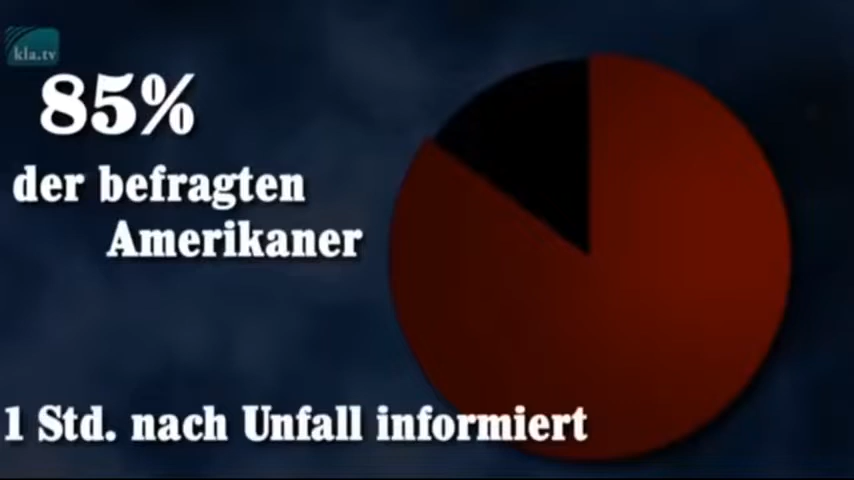 kla.tv
85%
der befragten
Amerikaner
1 Std. nach Unfall informiert